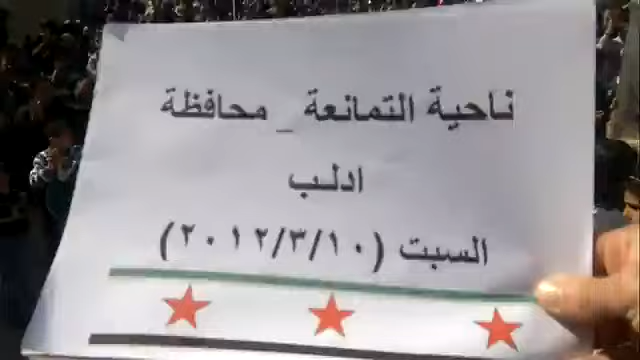 ناحية التمانعة _ محافظة
ادلب
السبت (٢٠١٢/٣/١٠)